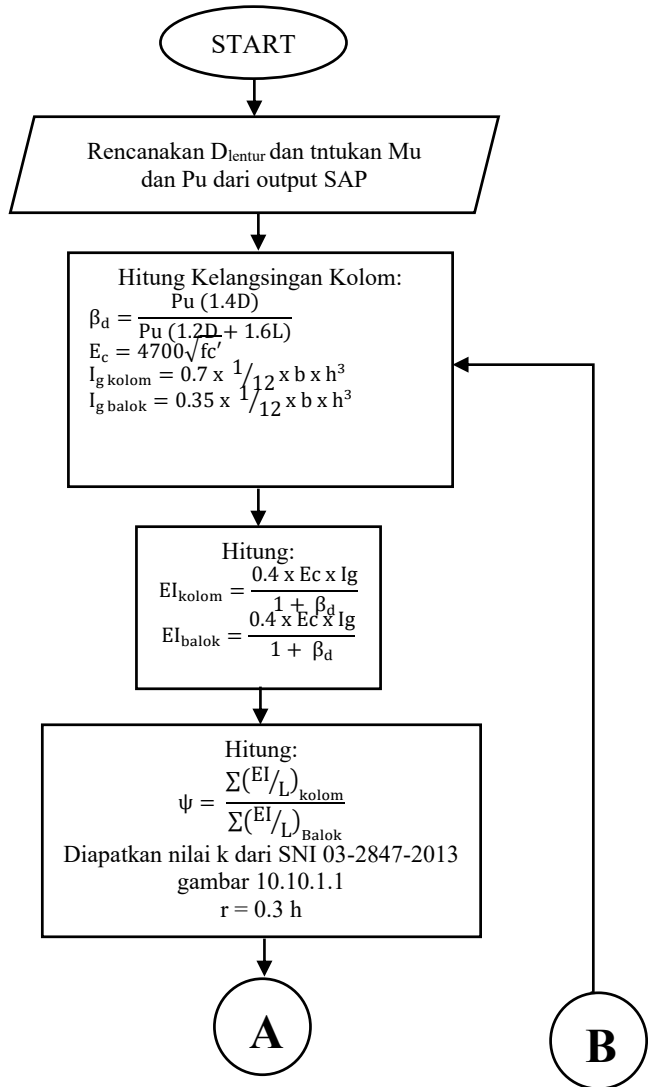 START
Rencanakan Dlentur dan tntukan Mu
dan Pu dari output SAP
Hitung Kelangsingan Kolom:
βd = Pu (1.4D) / Pu (1.2D + 1.6L)
Ec = 4700√fc′
Ig kolom = 0.7 x 1/12 x b x h³
Ig balok = 0.35 x 1/12 x b x h³
Hitung:
EIkolom = 0.4 x Ec x Ig / 1 + βd
EIbalok = 0.4 x Ec x Ig / 1 + βd
Hitung:
ψ = Σ(EI/L)kolom / Σ(EI/L)Balok
Diapatkan nilai k dari SNI 03-2847-2013
gambar 10.10.1.1
r = 0.3 h
A
B